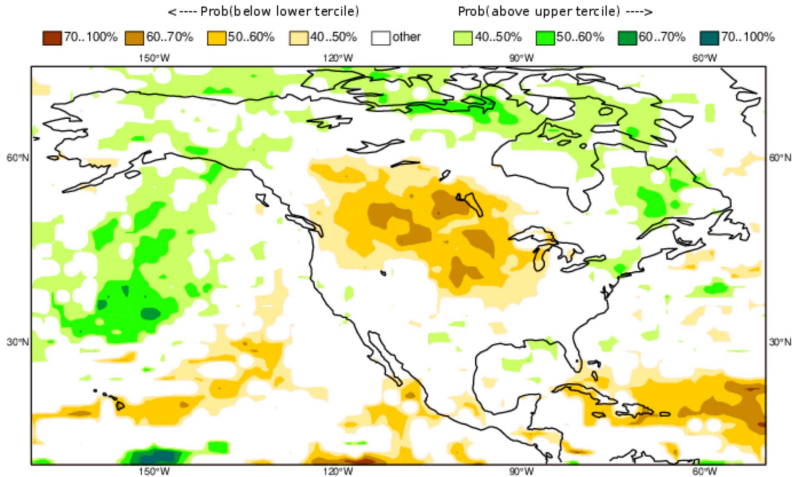 <---- Prob(below lower tercile) Prob(above upper tercile) ---->
70..100% 60..70% 50..60% 40..50% other 40..50% 50..60% 60..70% 70..100%
150°W 120°W 90°W 60°W
60°N 60°N
30°N 30°N
150°W 120°W 90°W 60°W